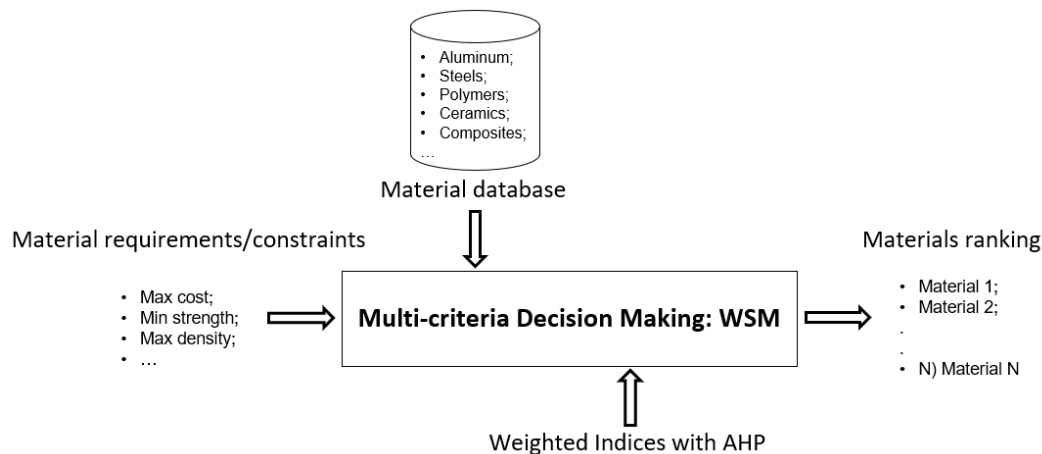 • Aluminum;
• Steels;
• Polymers;
• Ceramics;
• Composites;
...
Material database
Material requirements/constraints
• Max cost;
• Min strength;
• Max density;
• ...
Multi-criteria Decision Making: WSM
Materials ranking
• Material 1;
• Material 2;
.
.
• N) Material N
Weighted Indices with AHP